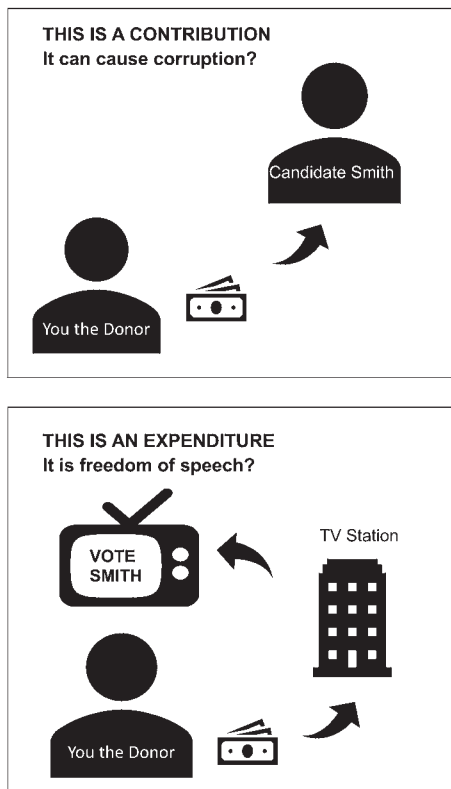 THIS IS A CONTRIBUTION
It can cause corruption?
Candidate Smith
You the Donor
THIS IS AN EXPENDITURE
It is freedom of speech?
TV Station
VOTE
SMITH
You the Donor